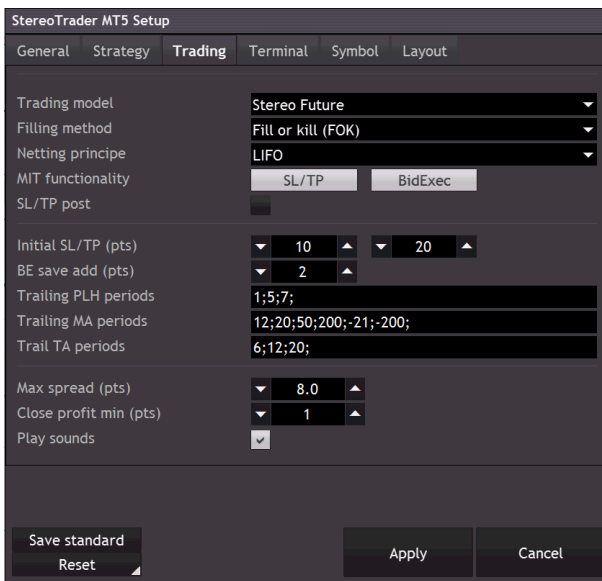 StereoTrader MT5 Setup
General Strategy Trading Terminal Symbol Layout
Trading model Stereo Future
Filling method Fill or kill (FOK)
Netting principe LIFO
MIT functionality SL/TP BidExec
SL/TP post
Initial SL/TP (pts) 10 20
BE save add (pts) 2
Trailing PLH periods 1;5;7;
Trailing MA periods 12;20;50;200;-21;-200;
Trail TA periods 6;12;20;
Max spread (pts) 8.0
Close profit min (pts) 1
Play sounds
Save standard
Reset Apply Cancel